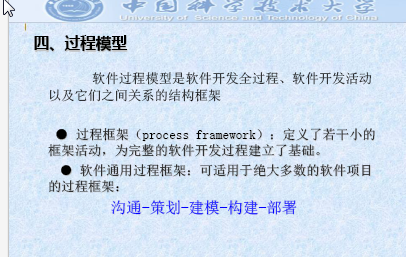 中国科学技术大学
University of Science and Technology of China
四、过程模型
软件过程模型是软件开发全过程、软件开发活动
以及它们之间关系的结构框架
● 过程框架（process framework）：定义了若干小的
框架活动，为完整的软件开发过程建立了基础。
● 软件通用过程框架：可适用于绝大多数的软件项目
的过程框架：
沟通-策划-建模-构建-部署